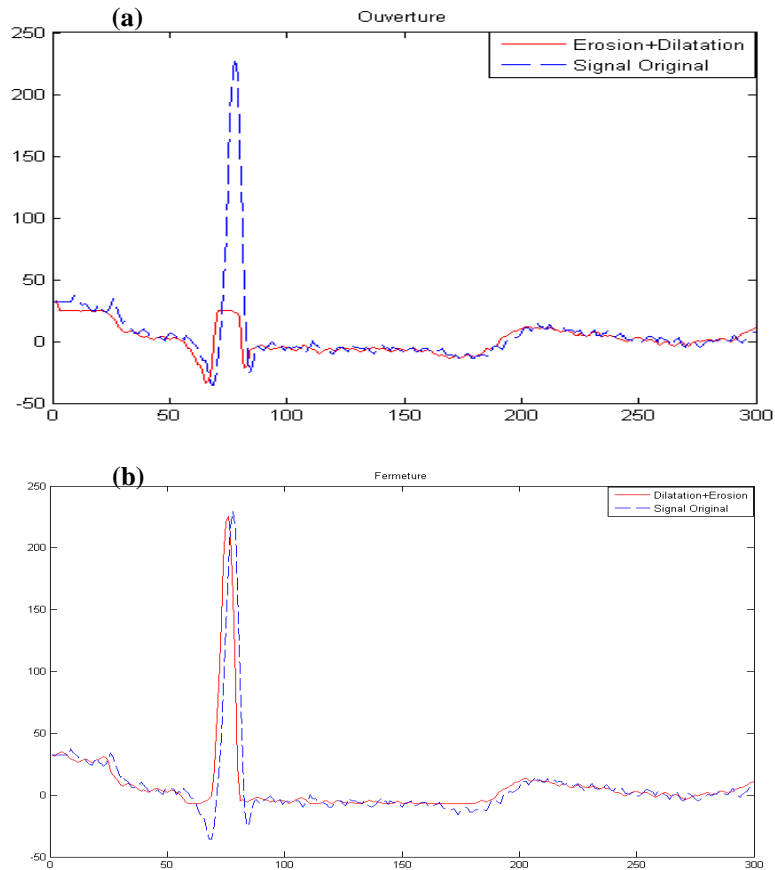 (a)
Ouverture
Erosion+Dilatation
Signal Original
250
200
150
100
50
0
-50
0 50 100 150 200 250 300
(b)
Fermeture
Dilatation+Erosion
Signal Original
250
200
150
100
50
0
-50
0 50 100 150 200 250 300